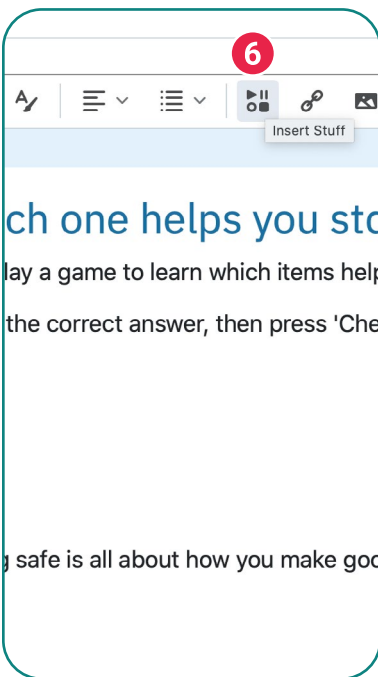 6
Insert Stuff
ch one helps you sto
lay a game to learn which items help
the correct answer, then press 'Che
g safe is all about how you make goo